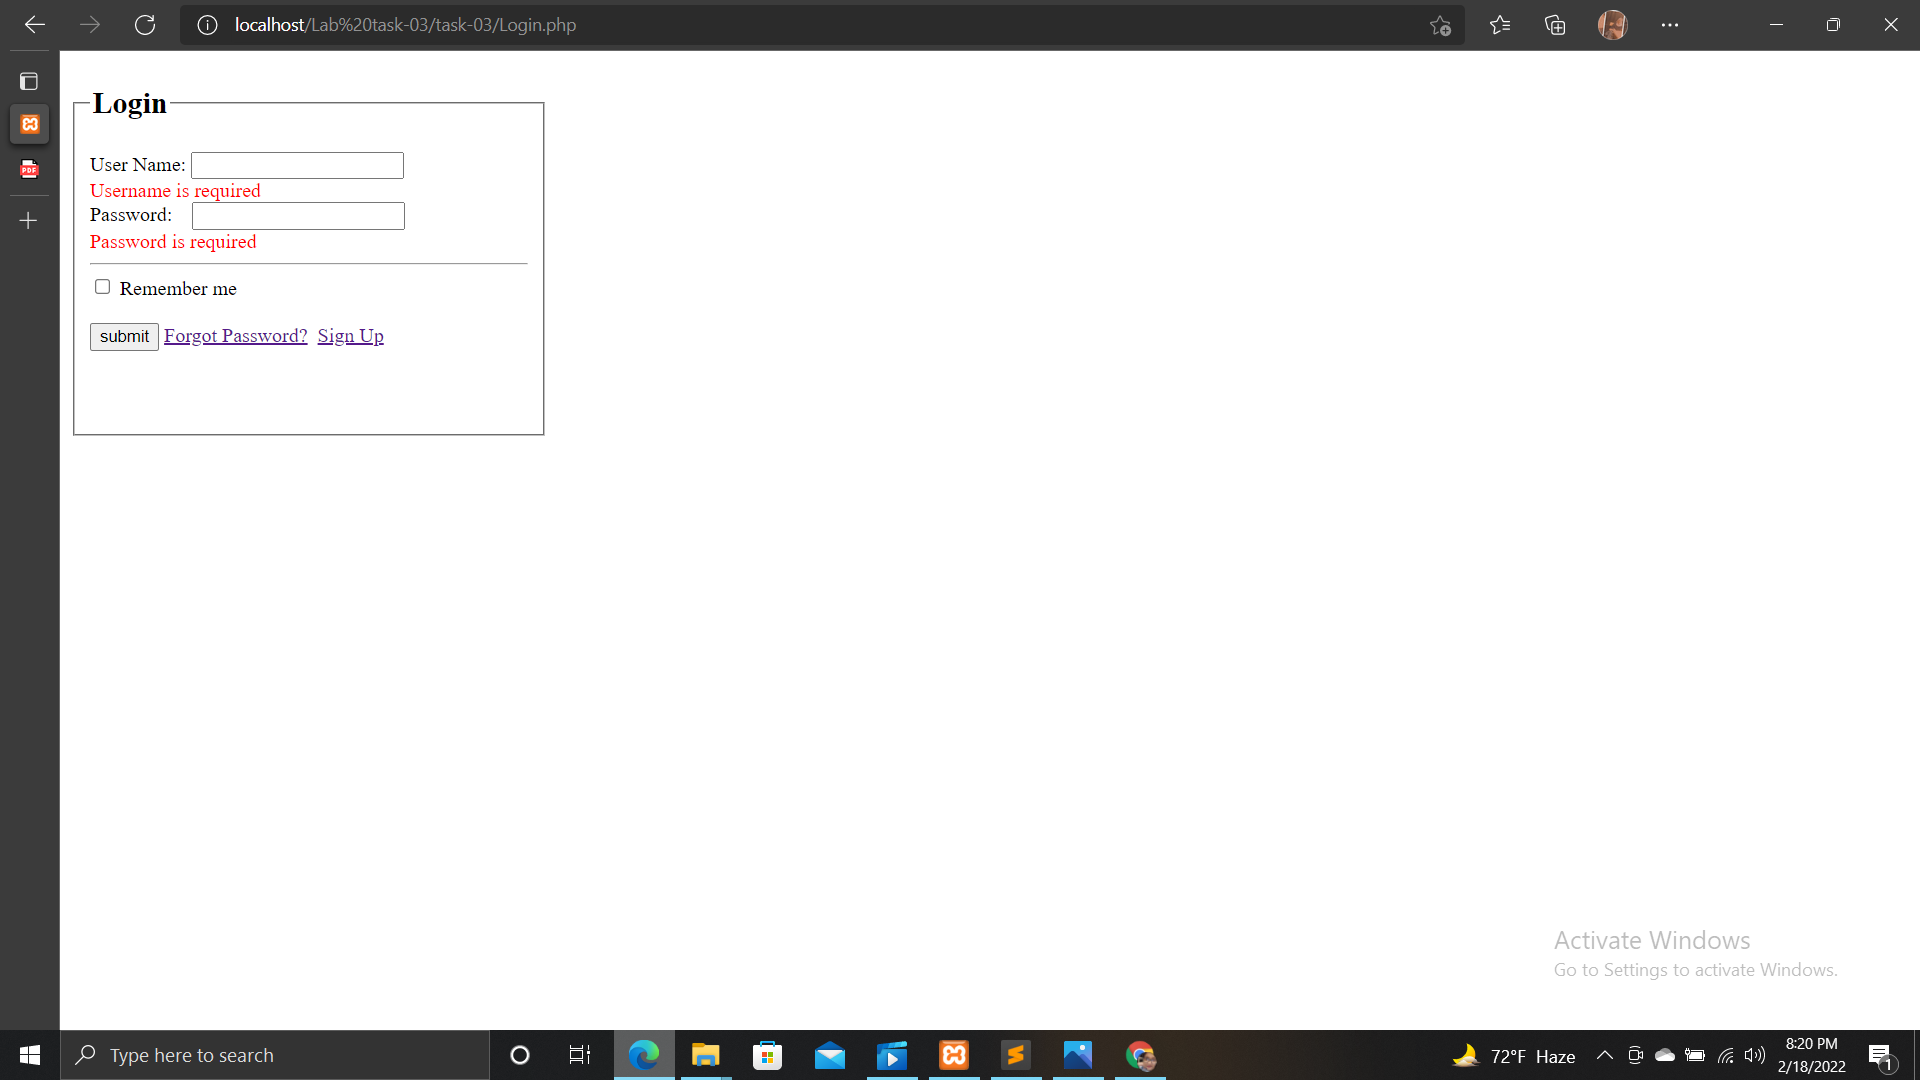 localhost/Lab%20task-03/task-03/Login.php
Login
User Name:
Username is required
Password:
Password is required
Remember me
submit Forgot Password? Sign Up
Activate Windows
Go to Settings to activate Windows.
PDF
Type here to search
72°F Haze
8:20 PM
2/18/2022
1